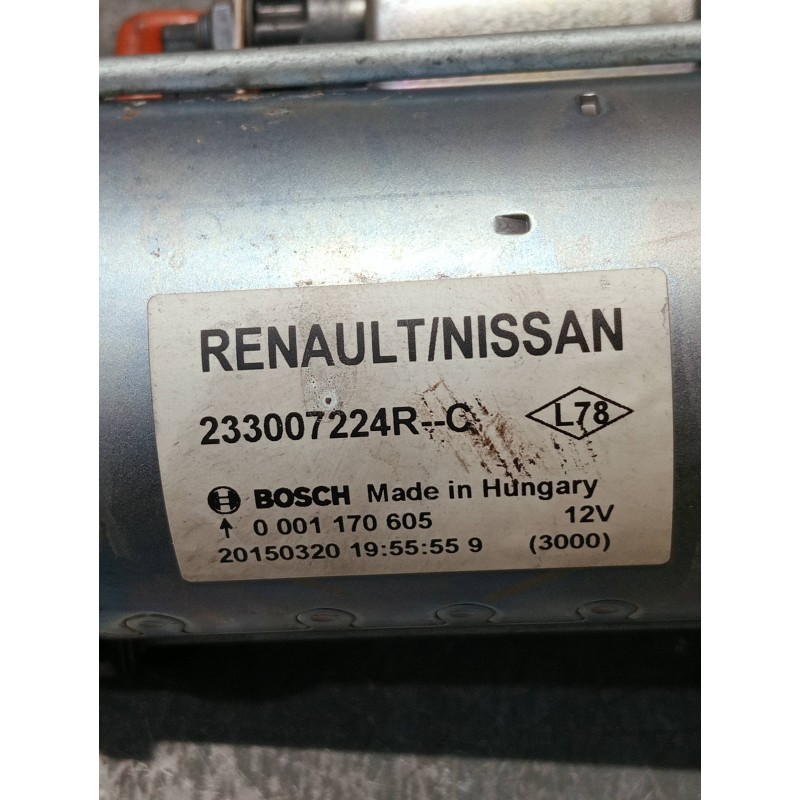 RENAULT/NISSAN
233007224R--C L78
BOSCH Made in Hungary
↑ 0 001 170 605 12V
20150320 19:55:55 9 (3000)